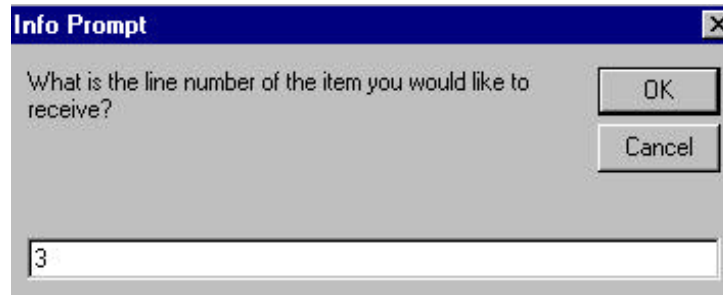 Info Prompt
What is the line number of the item you would like to
receive?
OK
Cancel
3